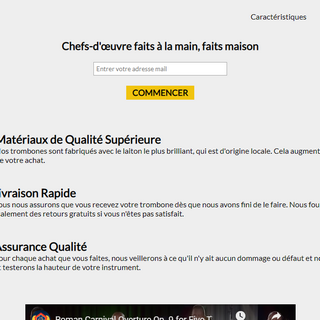 Caractéristiques
Chefs-d'œuvre faits à la main, faits maison
Entrer votre adresse mail
COMMENCER
Matériaux de Qualité Supérieure
Nos trombones sont fabriqués avec le laiton le plus brillant, qui est d'origine locale. Cela augment
de votre achat.
ivraison Rapide
ous nous assurons que vous recevez votre trombone dès que nous avons fini de le faire. Nous fou
alement des retours gratuits si vous n'êtes pas satisfait.
Assurance Qualité
our chaque achat que vous faites, nous veillerons à ce qu'il n'y ait aucun dommage ou défaut et n
t testerons la hauteur de votre instrument.
Roman Carnival Overture Op. 9 for Five T